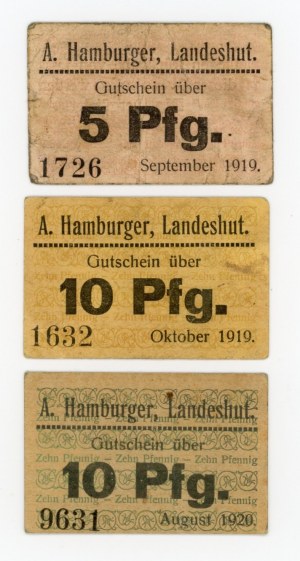 A. Hamburger, Landeshut.
Gutschein über
5 Pfg.
1726 September 1919.
A. Hamburger, Landeshut.
Gutschein über
10 Pfg.
1632 Oktober 1919.
A. Hamburger, Landeshut.
Gutschein über
Zehn Pfennig – Zehn Pfennig
10 Pfg.
Zehn Pfennig
9631 August 1920.